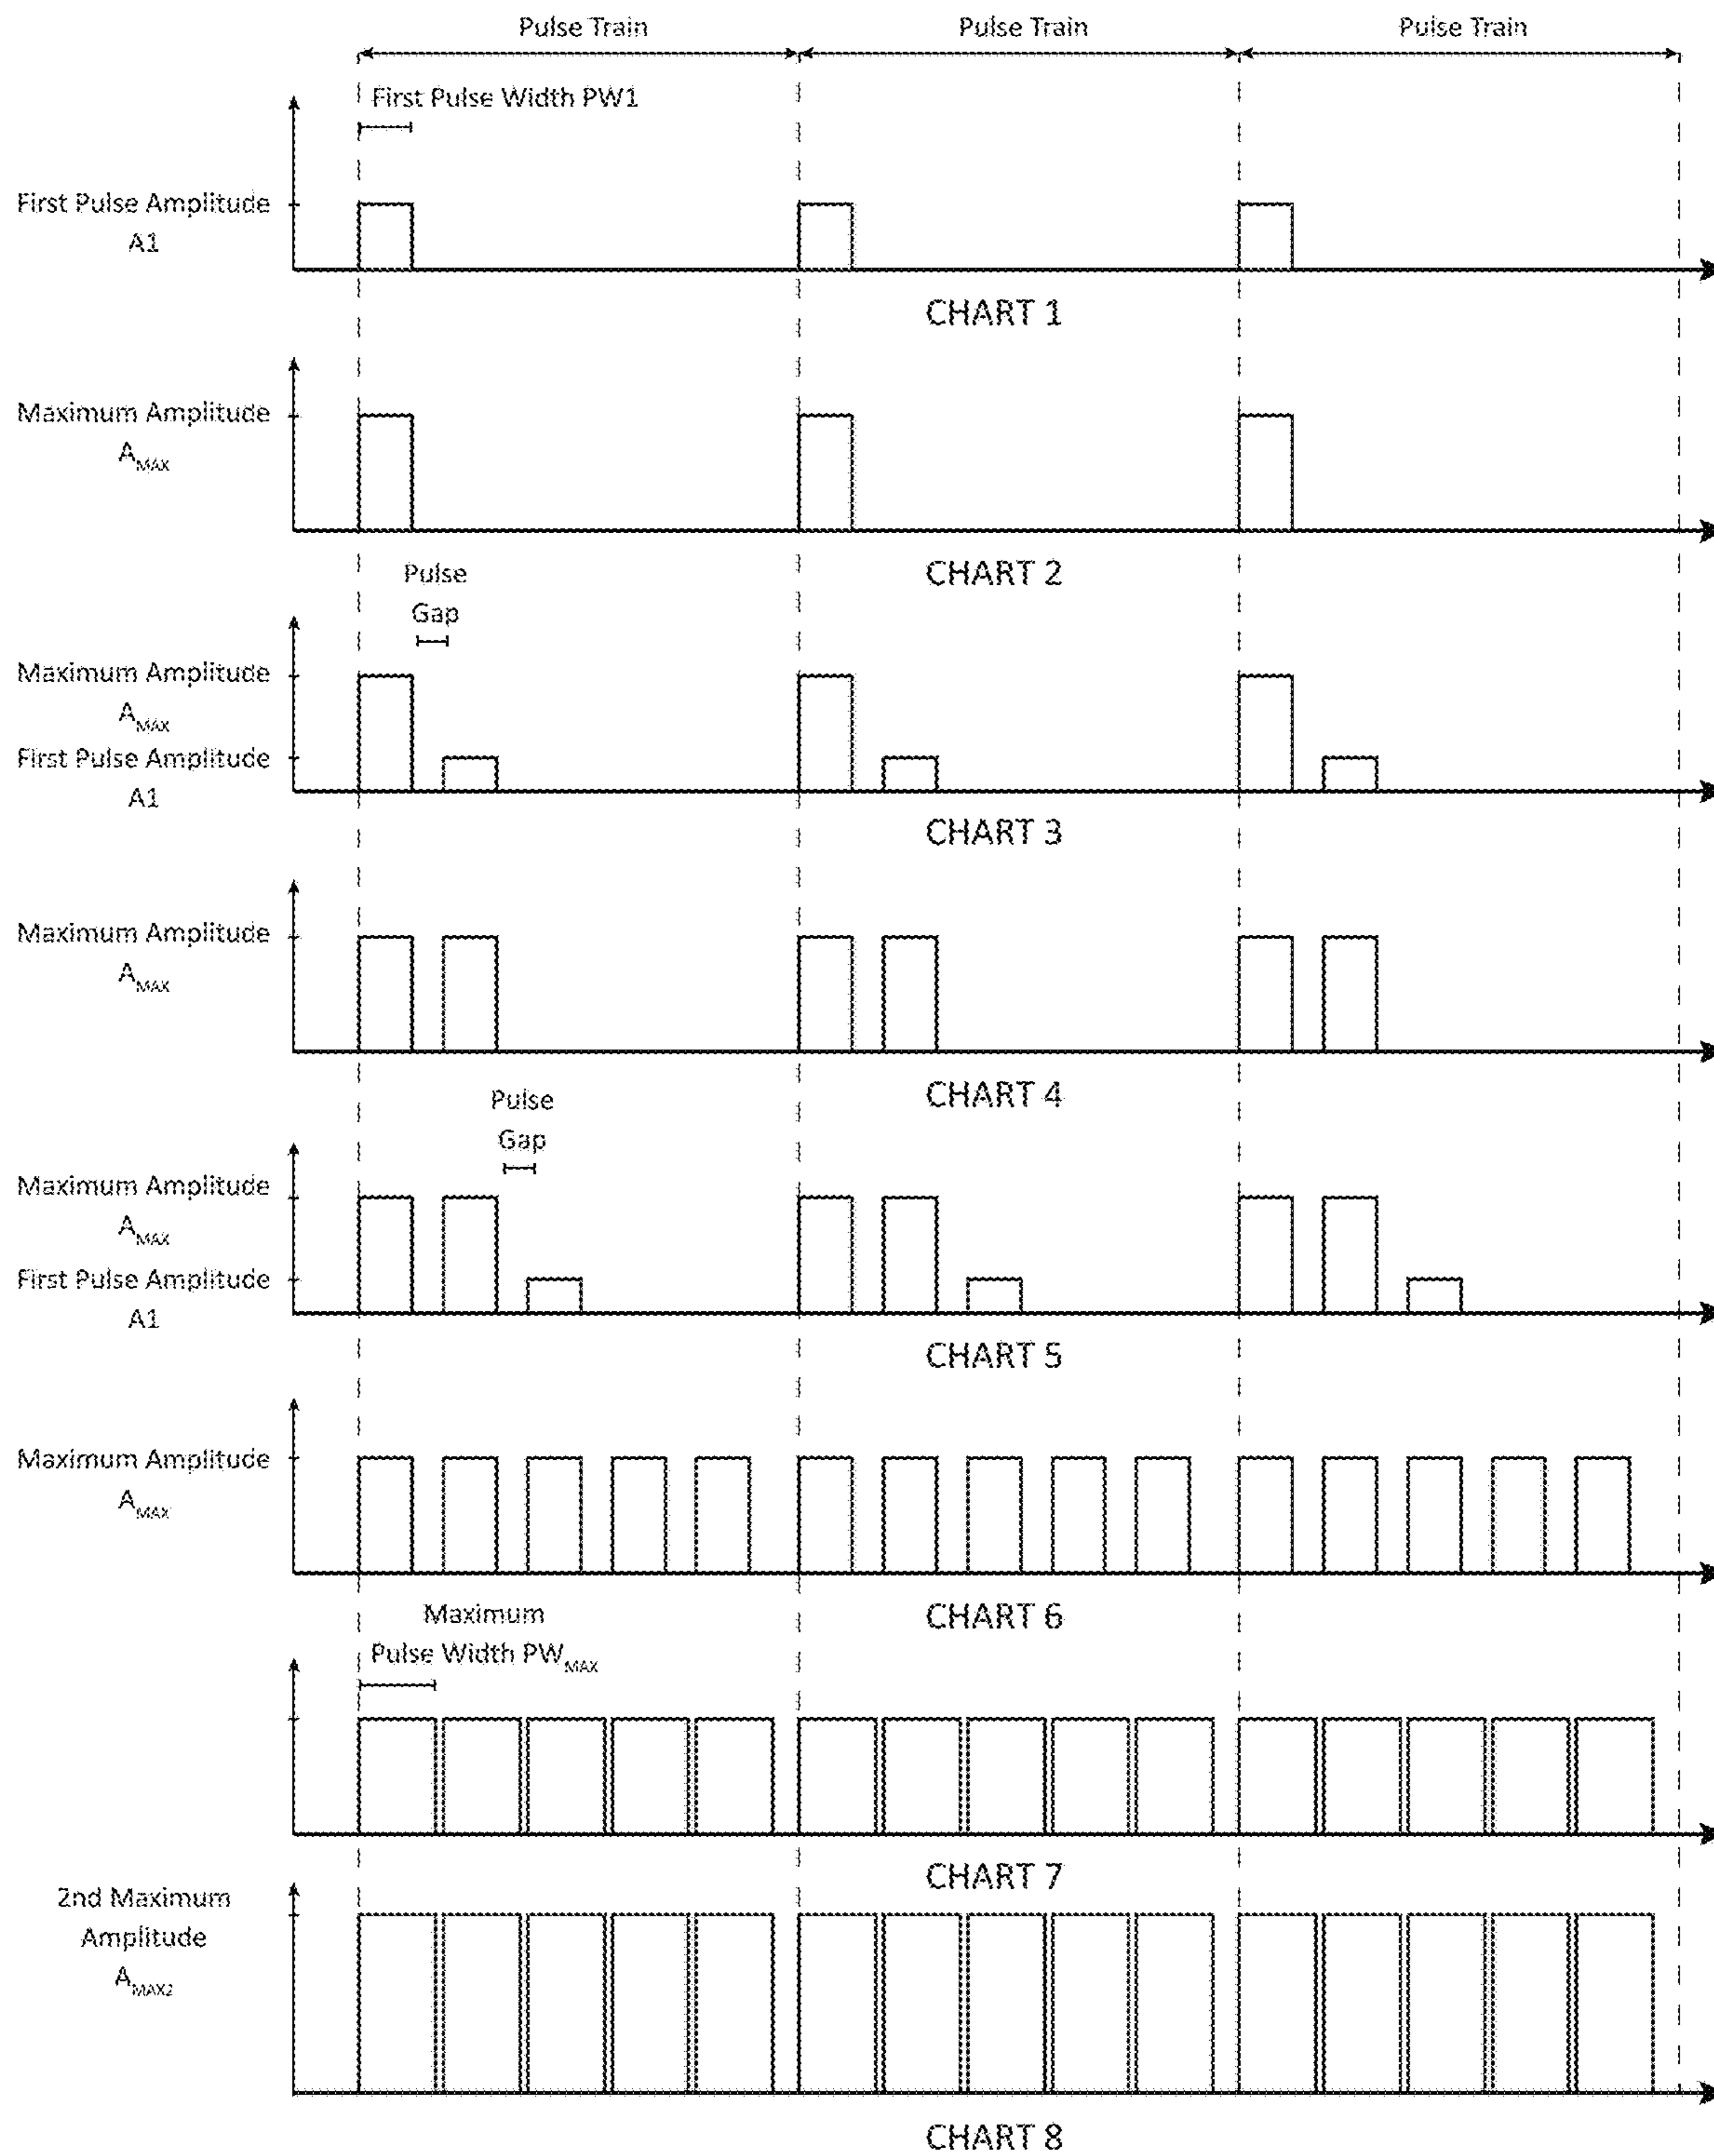 Pulse Train Pulse Train Pulse Train
First Pulse Width PW1
First Pulse Amplitude
A1
CHART 1
Maximum Amplitude
AMAX
CHART 2
Pulse
Gap
Maximum Amplitude
AMAX
First Pulse Amplitude
A1
CHART 3
Maximum Amplitude
AMAX
CHART 4
Pulse
Gap
Maximum Amplitude
AMAX
First Pulse Amplitude
A1
CHART 5
Maximum Amplitude
AMAX
CHART 6
Maximum
Pulse Width PWMAX
CHART 7
2nd Maximum
Amplitude
AMAX2
CHART 8